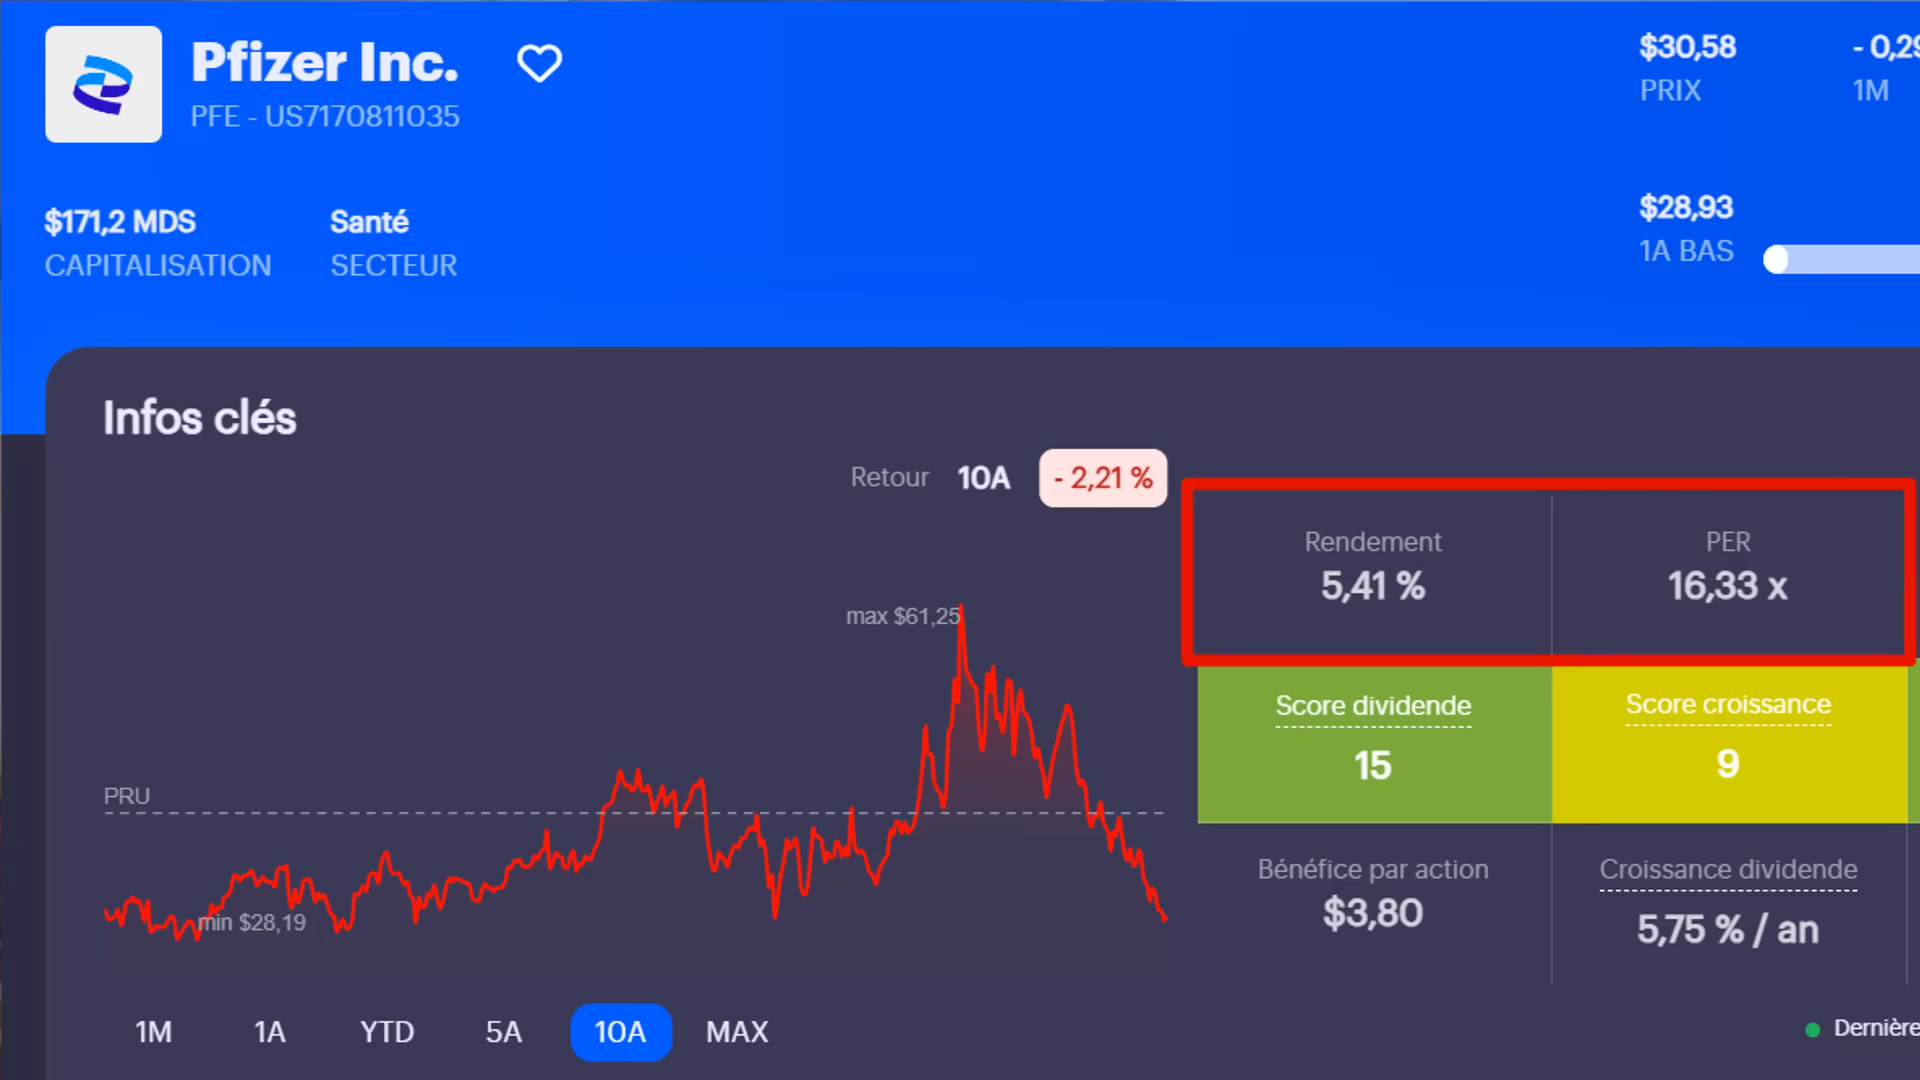 Pfizer Inc.
PFE - US7170811035
$30,58
PRIX
- 0,29
1M
$171,2 MDS
CAPITALISATION
Santé
SECTEUR
$28,93
1A BAS
Infos clés
Retour 10A - 2,21 %
Rendement
5,41 %
PER
16,33 x
max $61,25
Score dividende
15
Score croissance
9
PRU
min $28,19
Bénéfice par action
$3,80
Croissance dividende
5,75 % / an
1M 1A YTD 5A 10A MAX
Dernière